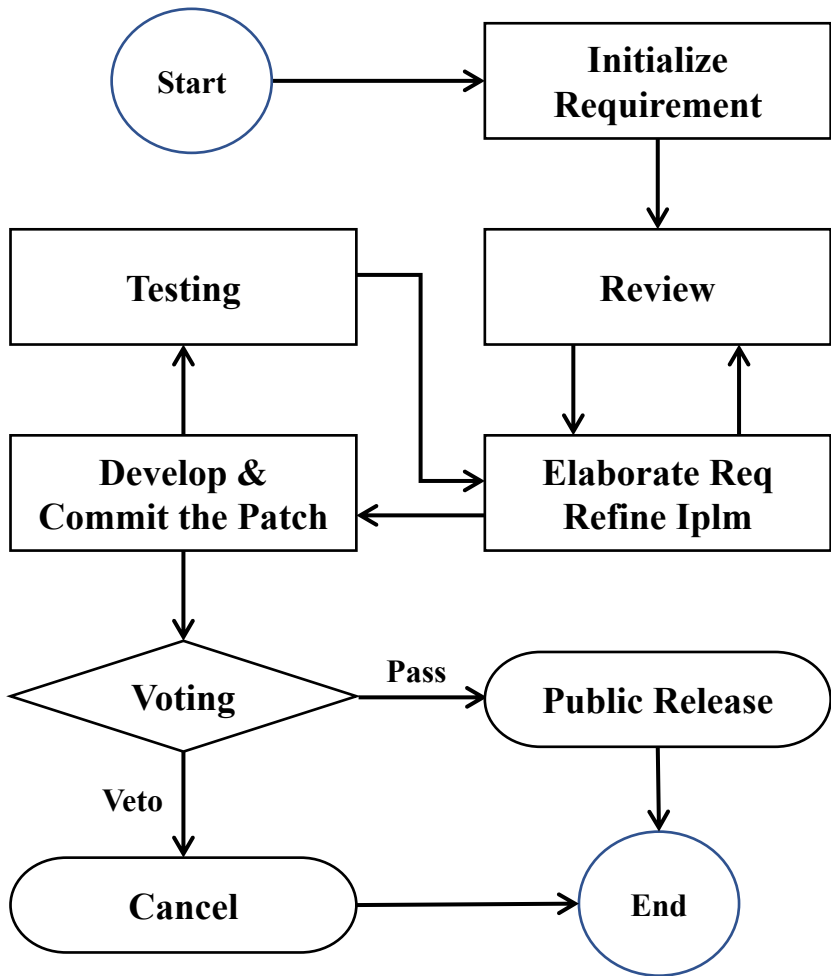 Start
Initialize
Requirement
Testing
Review
Develop &
Commit the Patch
Elaborate Req
Refine Iplm
Voting
Pass
Public Release
Veto
Cancel
End